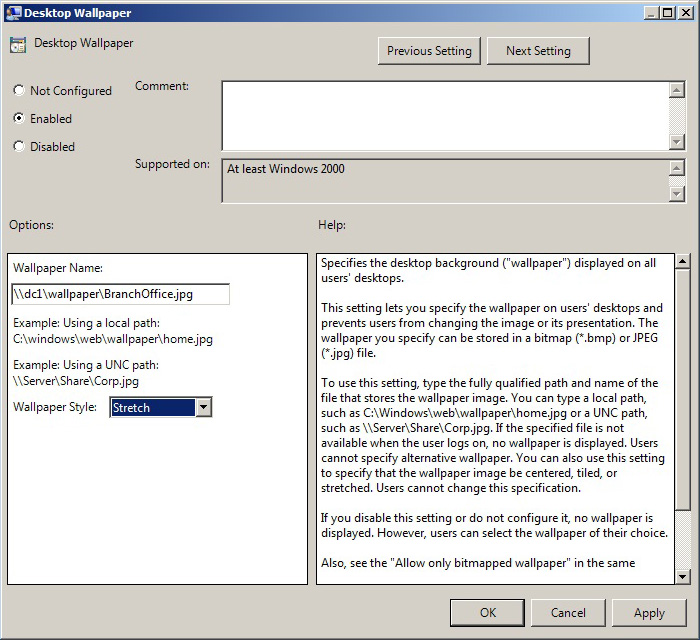 Desktop Wallpaper
Desktop Wallpaper
Previous Setting
Next Setting
Not Configured
Enabled
Disabled
Comment:
Supported on:
At least Windows 2000
Options:
Help:
Wallpaper Name:
\\dc1\wallpaper\BranchOffice.jpg
Example: Using a local path:
C:\windows\web\wallpaper\home.jpg
Example: Using a UNC path:
\\Server\Share\Corp.jpg
Wallpaper Style:
Stretch
Specifies the desktop background ("wallpaper") displayed on all
users' desktops.
This setting lets you specify the wallpaper on users' desktops and
prevents users from changing the image or its presentation. The
wallpaper you specify can be stored in a bitmap (*.bmp) or JPEG
(*.jpg) file.
To use this setting, type the fully qualified path and name of the
file that stores the wallpaper image. You can type a local path,
such as C:\Windows\web\wallpaper\home.jpg or a UNC path,
such as \\Server\Share\Corp.jpg. If the specified file is not
available when the user logs on, no wallpaper is displayed. Users
cannot specify alternative wallpaper. You can also use this setting
to specify that the wallpaper image be centered, tiled, or
stretched. Users cannot change this specification.
If you disable this setting or do not configure it, no wallpaper is
displayed. However, users can select the wallpaper of their choice.
Also, see the "Allow only bitmapped wallpaper" in the same
OK
Cancel
Apply